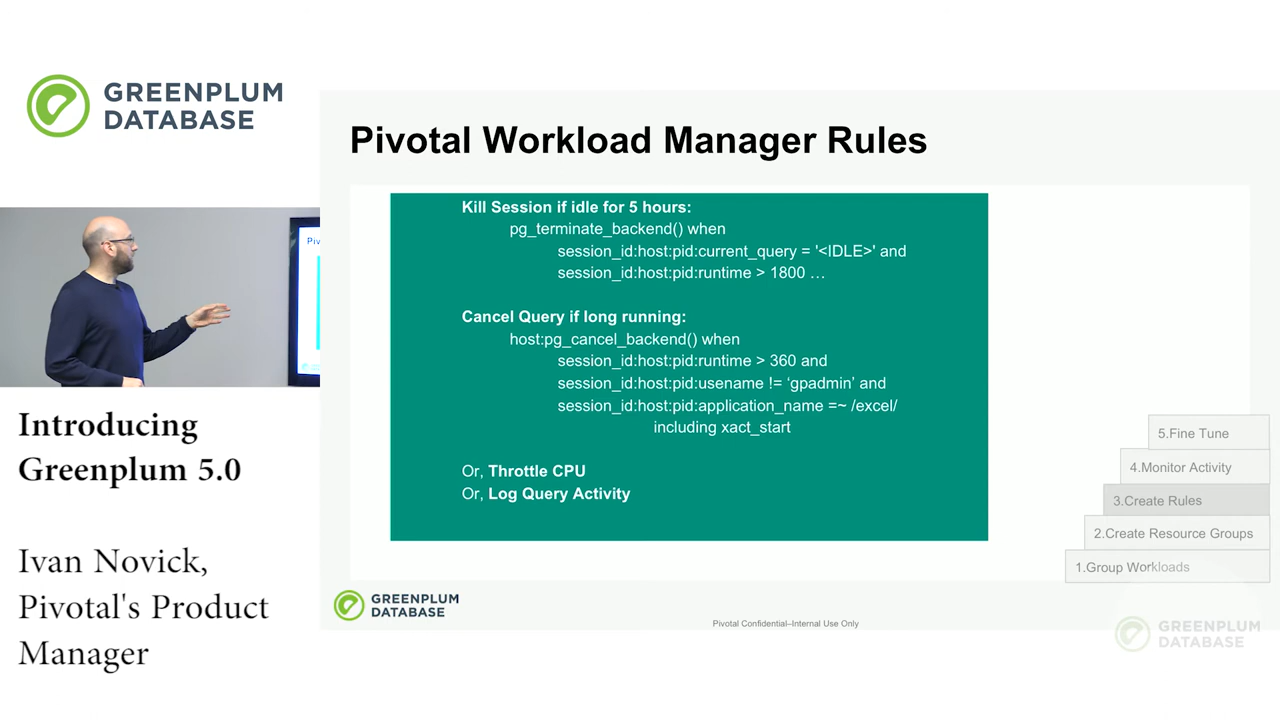 GREENPLUM
DATABASE
Pivotal Workload Manager Rules
Kill Session if idle for 5 hours:
pg_terminate_backend() when
session_id:host:pid:current_query = '<IDLE>' and
session_id:host:pid:runtime > 1800 …
Cancel Query if long running:
host:pg_cancel_backend() when
session_id:host:pid:runtime > 360 and
session_id:host:pid:usename != ‘gpadmin’ and
session_id:host:pid:application_name =~ /excel/
including xact_start
Or, Throttle CPU
Or, Log Query Activity
Piv
Introducing
Greenplum 5.0
Ivan Novick,
Pivotal's Product
Manager
5.Fine Tune
4.Monitor Activity
3.Create Rules
2.Create Resource Groups
1.Group Workloads
GREENPLUM
DATABASE
Pivotal Confidential–Internal Use Only
GREENPLUM
DATABASE